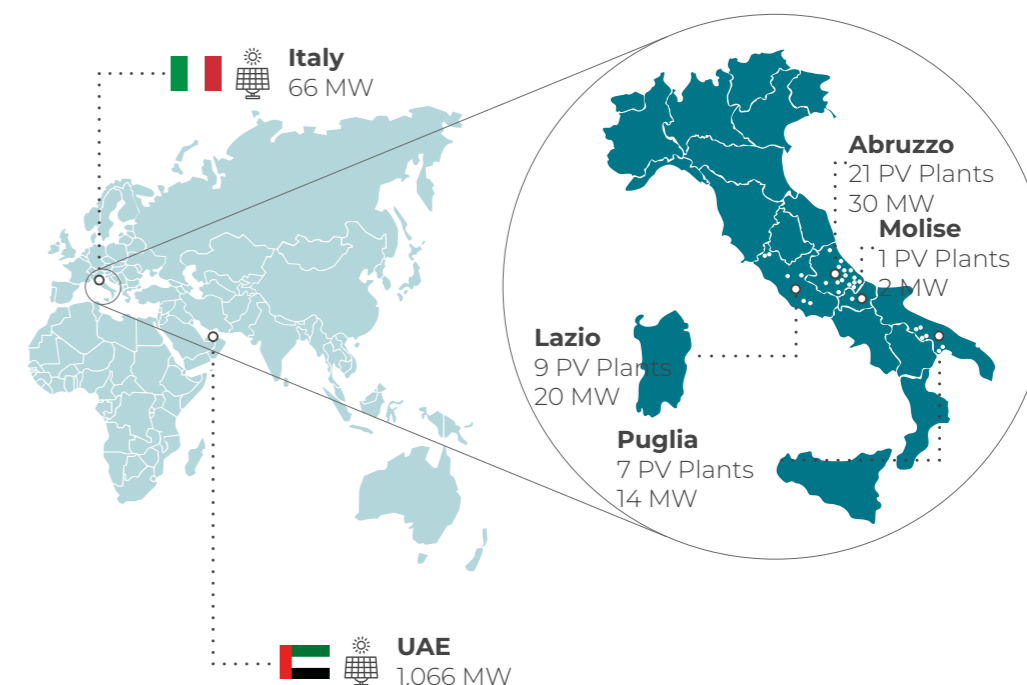 Italy
66 MW
Abruzzo
21 PV Plants
30 MW
Molise
1 PV Plants
2 MW
Lazio
9 PV Plants
20 MW
Puglia
7 PV Plants
14 MW
UAE
1.066 MW